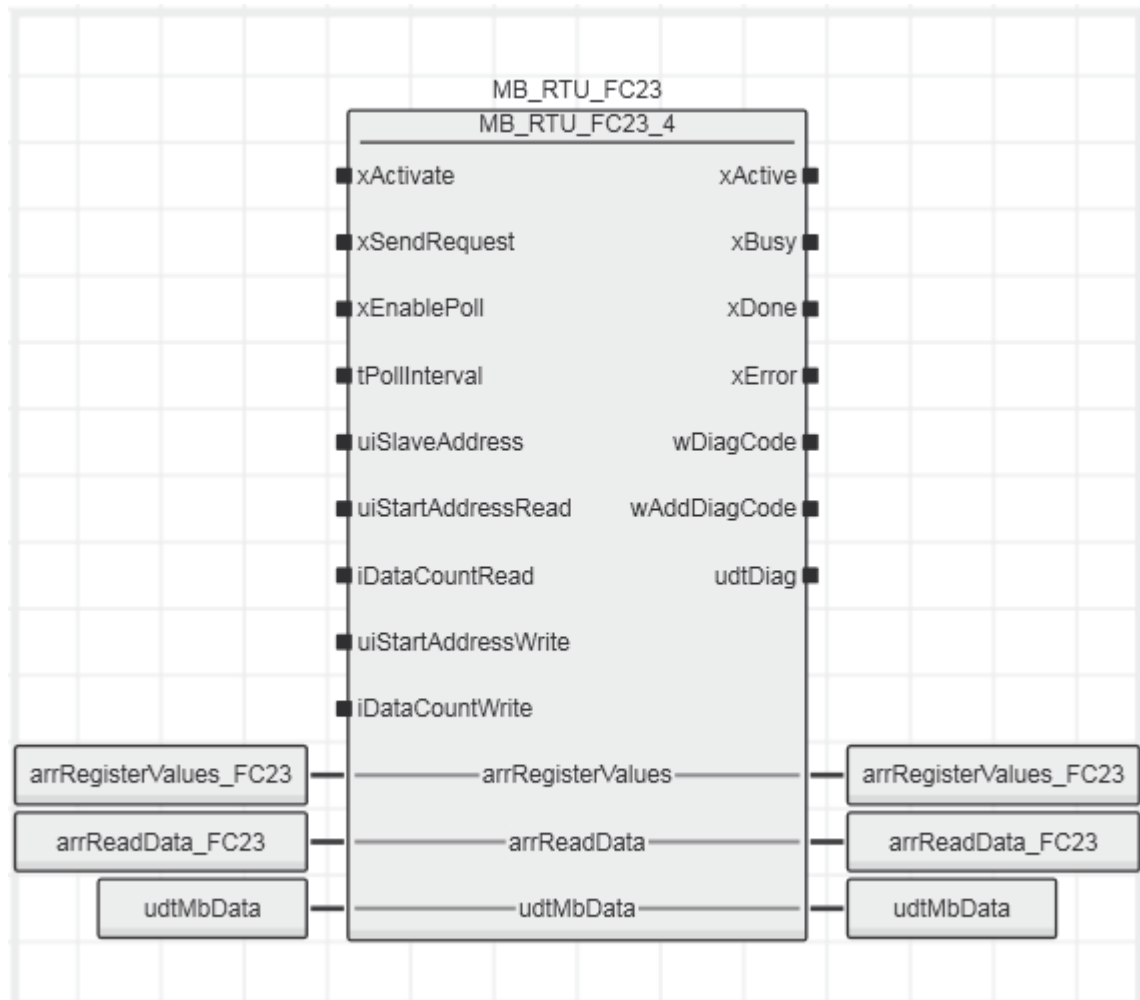 MB_RTU_FC23
MB_RTU_FC23_4
xActivate xActive
xSendRequest xBusy
xEnablePoll xDone
tPollInterval xError
uiSlaveAddress wDiagCode
uiStartAddressRead wAddDiagCode
iDataCountRead udtDiag
uiStartAddressWrite
iDataCountWrite
arrRegisterValues_FC23 arrRegisterValues arrRegisterValues_FC23
arrReadData_FC23 arrReadData arrReadData_FC23
udtMbData udtMbData udtMbData